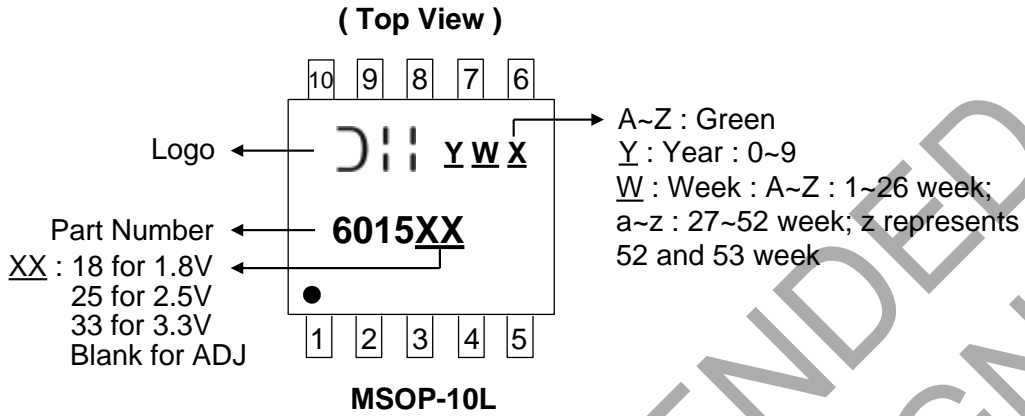 ( Top View )
10 9 8 7 6
Logo
Y W X
A~Z : Green
Y : Year : 0~9
W : Week : A~Z : 1~26 week;
a~z : 27~52 week; z represents
52 and 53 week
Part Number
6015XX
XX : 18 for 1.8V
25 for 2.5V
33 for 3.3V
Blank for ADJ
1 2 3 4 5
MSOP-10L